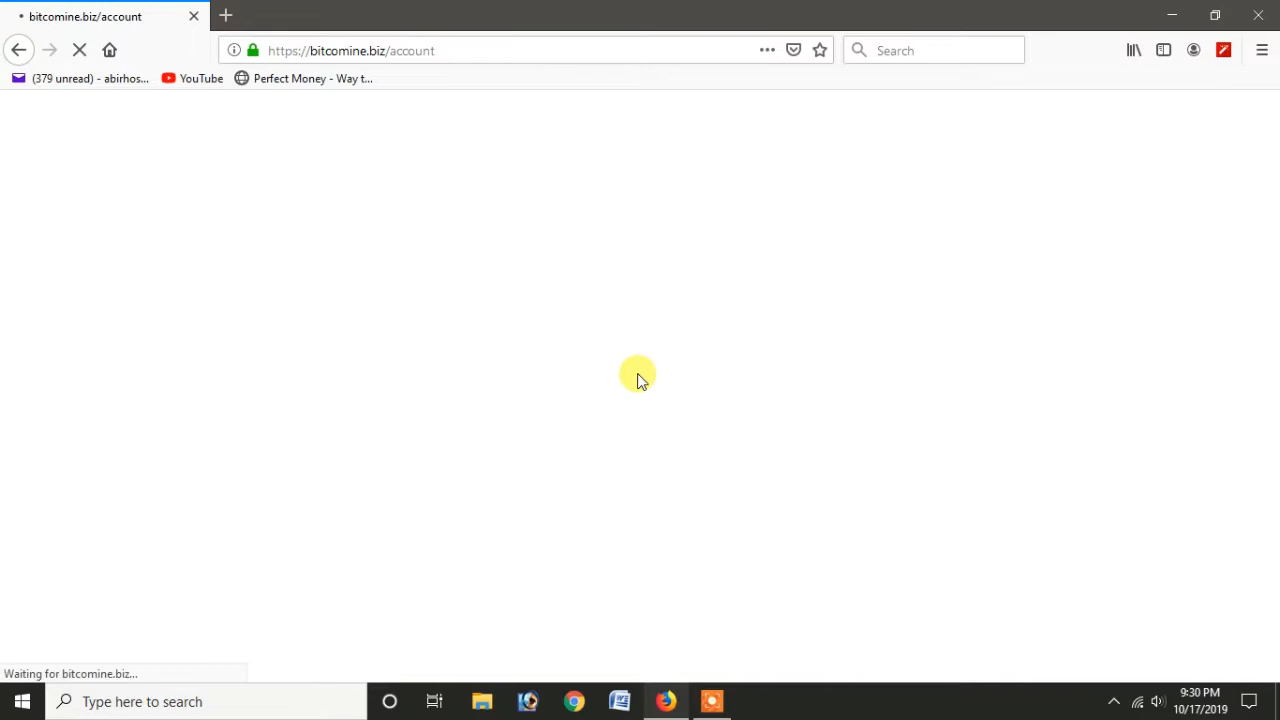 bitcomine.biz/account
https://bitcomine.biz/account
Search
(379 unread) - abirhos...
YouTube
Perfect Money - Way t...
Waiting for bitcomine.biz...
Type here to search
9:30 PM
10/17/2019